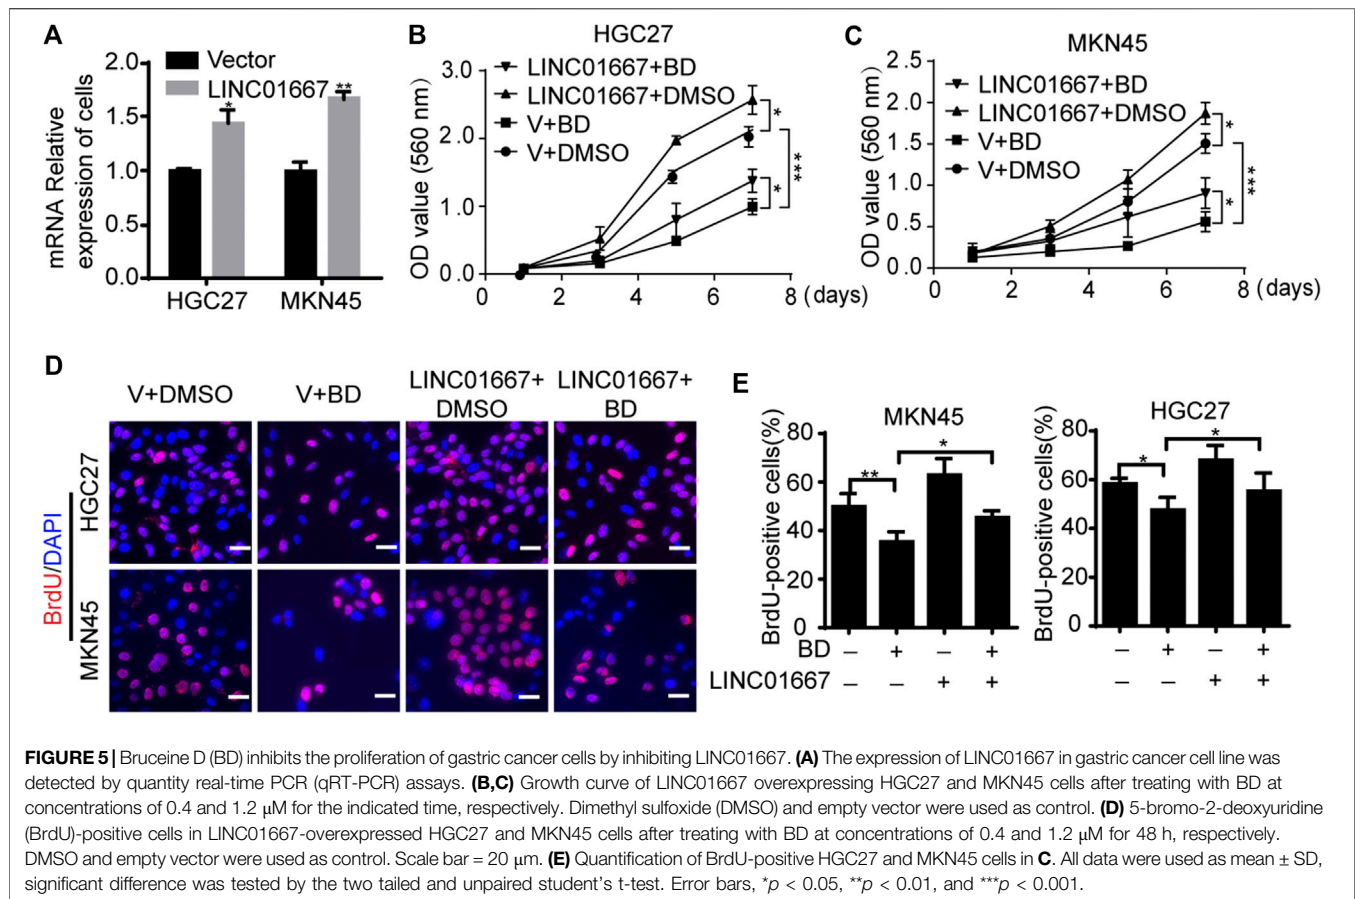 A
Vector
LINC01667
mRNA Relative
expression of cells
2.0
1.5
1.0
0.5
0.0
*
**
HGC27
MKN45
B
HGC27
LINC01667+BD
LINC01667+DMSO
V+BD
V+DMSO
OD value (560 nm)
3.0
2.0
1.0
0.0
*
*
***
0
2
4
6
8
(days)
C
MKN45
LINC01667+BD
LINC01667+DMSO
V+BD
V+DMSO
OD value (560 nm)
2.5
2.0
1.5
1.0
0.5
0.0
*
*
***
0
2
4
6
8
(days)
D
V+DMSO
V+BD
LINC01667+
DMSO
LINC01667+
BD
BrdU/DAPI
HGC27
MKN45
E
MKN45
BrdU-positive cells(%)
80
60
40
20
0
**
*
BD
– + – +
LINC01667
– – + +
HGC27
BrdU-positive cells(%)
80
60
40
20
0
*
*
– + – +
– – + +
FIGURE 5 | Bruceine D (BD) inhibits the proliferation of gastric cancer cells by inhibiting LINC01667. (A) The expression of LINC01667 in gastric cancer cell line was
detected by quantity real-time PCR (qRT-PCR) assays. (B,C) Growth curve of LINC01667 overexpressing HGC27 and MKN45 cells after treating with BD at
concentrations of 0.4 and 1.2 μM for the indicated time, respectively. Dimethyl sulfoxide (DMSO) and empty vector were used as control. (D) 5-bromo-2-deoxyuridine
(BrdU)-positive cells in LINC01667-overexpressed HGC27 and MKN45 cells after treating with BD at concentrations of 0.4 and 1.2 μM for 48 h, respectively.
DMSO and empty vector were used as control. Scale bar = 20 μm. (E) Quantification of BrdU-positive HGC27 and MKN45 cells in C. All data were used as mean ± SD,
significant difference was tested by the two tailed and unpaired student's t-test. Error bars, *p < 0.05, **p < 0.01, and ***p < 0.001.